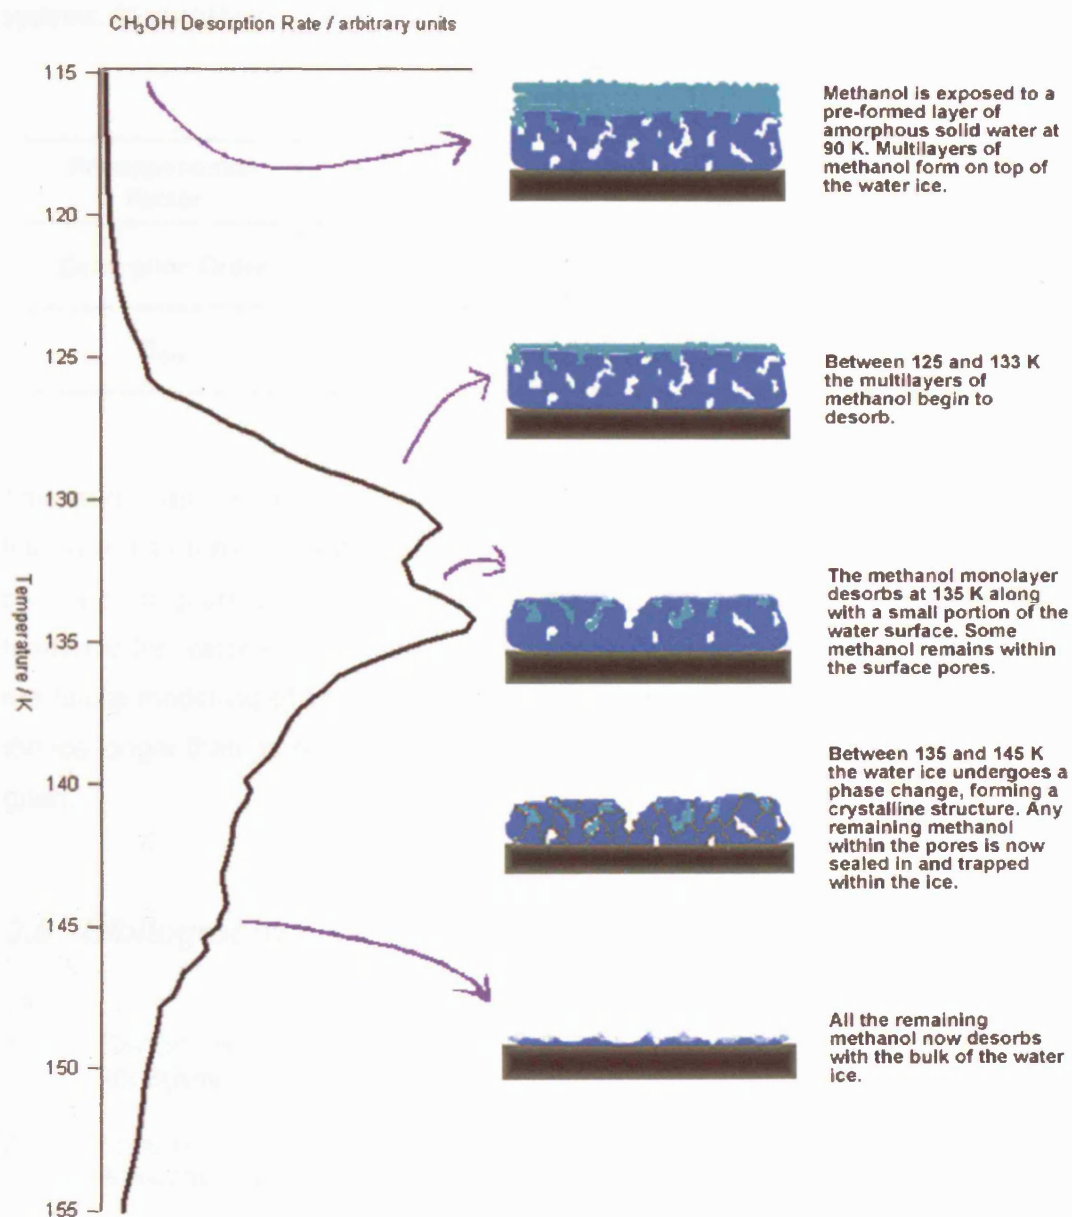 CH₃OH Desorption Rate / arbitrary units
115
120
125
130
135
140
145
150
155
Temperature / K
Methanol is exposed to a
pre-formed layer of
amorphous solid water at
90 K. Multilayers of
methanol form on top of
the water ice.
Between 125 and 133 K
the multilayers of
methanol begin to
desorb.
The methanol monolayer
desorbs at 135 K along
with a small portion of the
water surface. Some
methanol remains within
the surface pores.
Between 135 and 145 K
the water ice undergoes a
phase change, forming a
crystalline structure. Any
remaining methanol
within the pores is now
sealed in and trapped
within the ice.
All the remaining
methanol now desorbs
with the bulk of the water
ice.